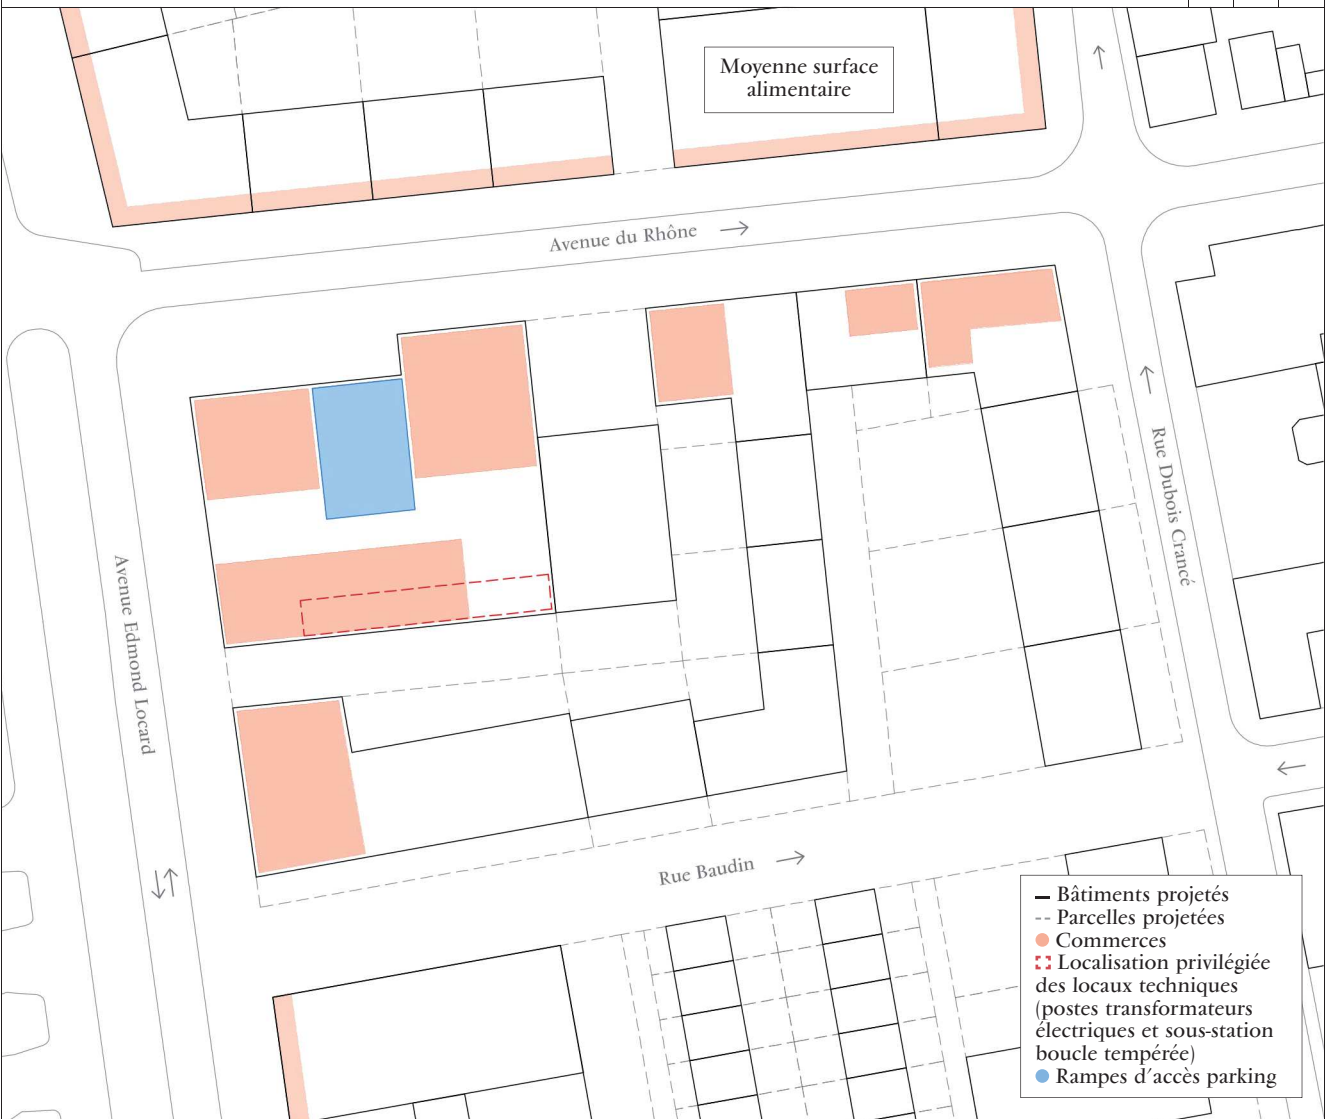 Moyenne surface
alimentaire
Avenue du Rhône
Avenue Edmond Locard
Rue Dubois Crancé
Rue Baudin
Bâtiments projetés
Parcelles projetées
Commerces
Localisation privilégiée
des locaux techniques
(postes transformateurs
électriques et sous-station
boucle tempérée)
Rampes d'accès parking